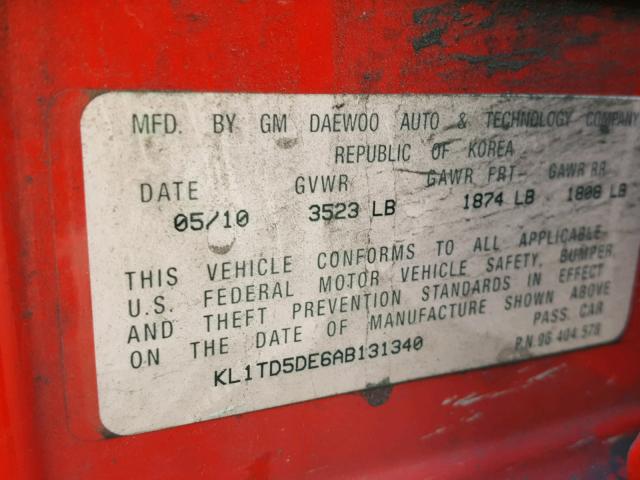 MFD. BY GM DAEWOO AUTO & TECHNOLOGY COMPANY
REPUBLIC OF KOREA
DATE GVWR GAWR FRT GAWR RR
05/10 3523 LB 1874 LB 1808 LB
THIS VEHICLE CONFORMS TO ALL APPLICABLE
U.S. FEDERAL MOTOR VEHICLE SAFETY, BUMPER,
AND THEFT PREVENTION STANDARDS IN EFFECT
ON THE DATE OF MANUFACTURE SHOWN ABOVE
PASS. CAR
KL1TD5DE6AB131340 P.N.96 404 578